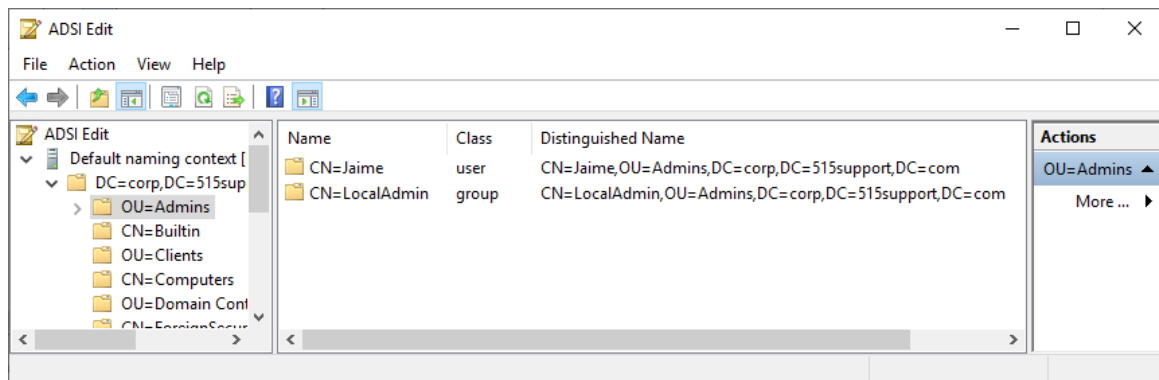 ADSI Edit
File Action View Help
ADSI Edit
Default naming context [
DC=corp,DC=515sup
OU=Admins
CN=Builtin
OU=Clients
CN=Computers
OU=Domain Cont
CN=ForeignSecur
Name Class Distinguished Name
CN=Jaime user CN=Jaime,OU=Admins,DC=corp,DC=515support,DC=com
CN=LocalAdmin group CN=LocalAdmin,OU=Admins,DC=corp,DC=515support,DC=com
Actions
OU=Admins
More ...